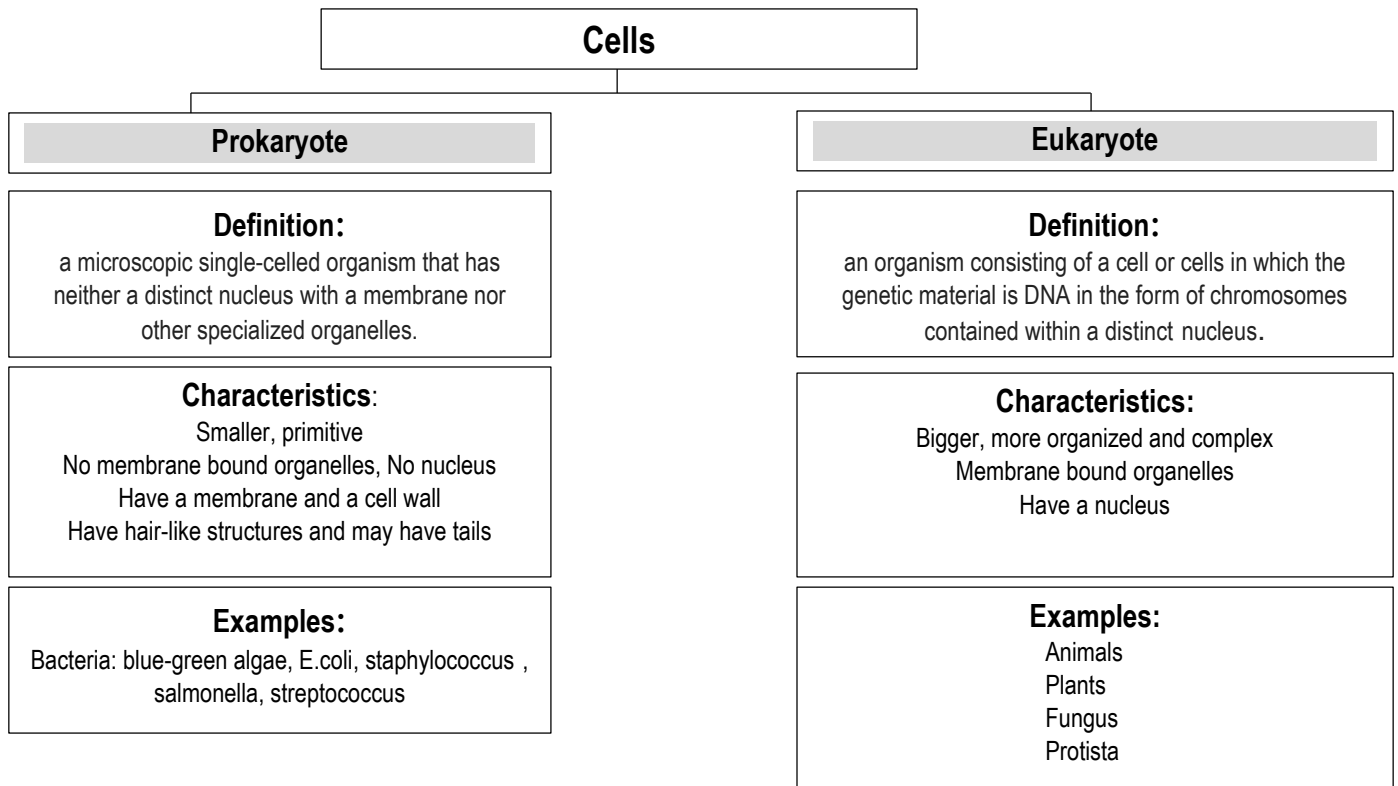 Cells
Prokaryote
Definition:
a microscopic single-celled organism that has
neither a distinct nucleus with a membrane nor
other specialized organelles.
Characteristics:
Smaller, primitive
No membrane bound organelles, No nucleus
Have a membrane and a cell wall
Have hair-like structures and may have tails
Examples:
Bacteria: blue-green algae, E.coli, staphylococcus ,
salmonella, streptococcus
Eukaryote
Definition:
an organism consisting of a cell or cells in which the
genetic material is DNA in the form of chromosomes
contained within a distinct nucleus.
Characteristics:
Bigger, more organized and complex
Membrane bound organelles
Have a nucleus
Examples:
Animals
Plants
Fungus
Protista